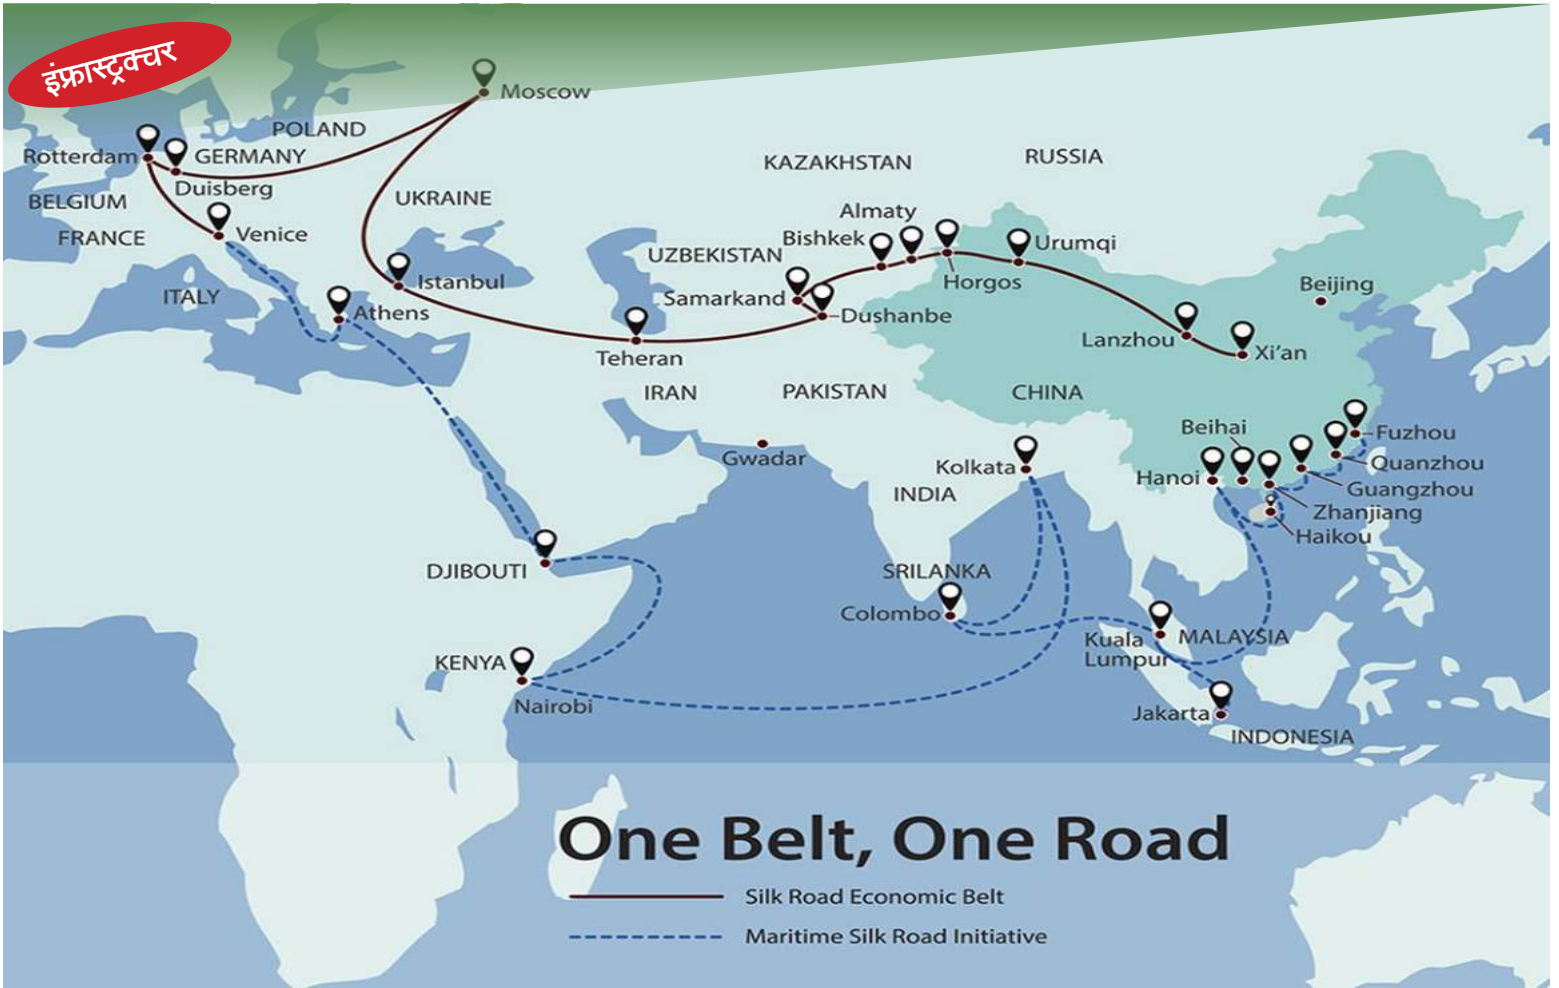 इंफ्रास्ट्रक्चर
Moscow
POLAND
Rotterdam
GERMANY
KAZAKHSTAN
RUSSIA
Duisberg
BELGIUM
UKRAINE
Almaty
FRANCE
Venice
Bishkek
Urumqi
UZBEKISTAN
Istanbul
Horgos
Beijing
ITALY
Samarkand
Athens
Dushanbe
Lanzhou
Xi’an
Teheran
IRAN
PAKISTAN
CHINA
Beihai
Fuzhou
Gwadar
Kolkata
Quanzhou
Hanoi
INDIA
Guangzhou
Zhanjiang
Haikou
DJIBOUTI
SRILANKA
Colombo
Kuala
Lumpur
MALAYSIA
KENYA
Nairobi
Jakarta
INDONESIA
One Belt, One Road
Silk Road Economic Belt
Maritime Silk Road Initiative